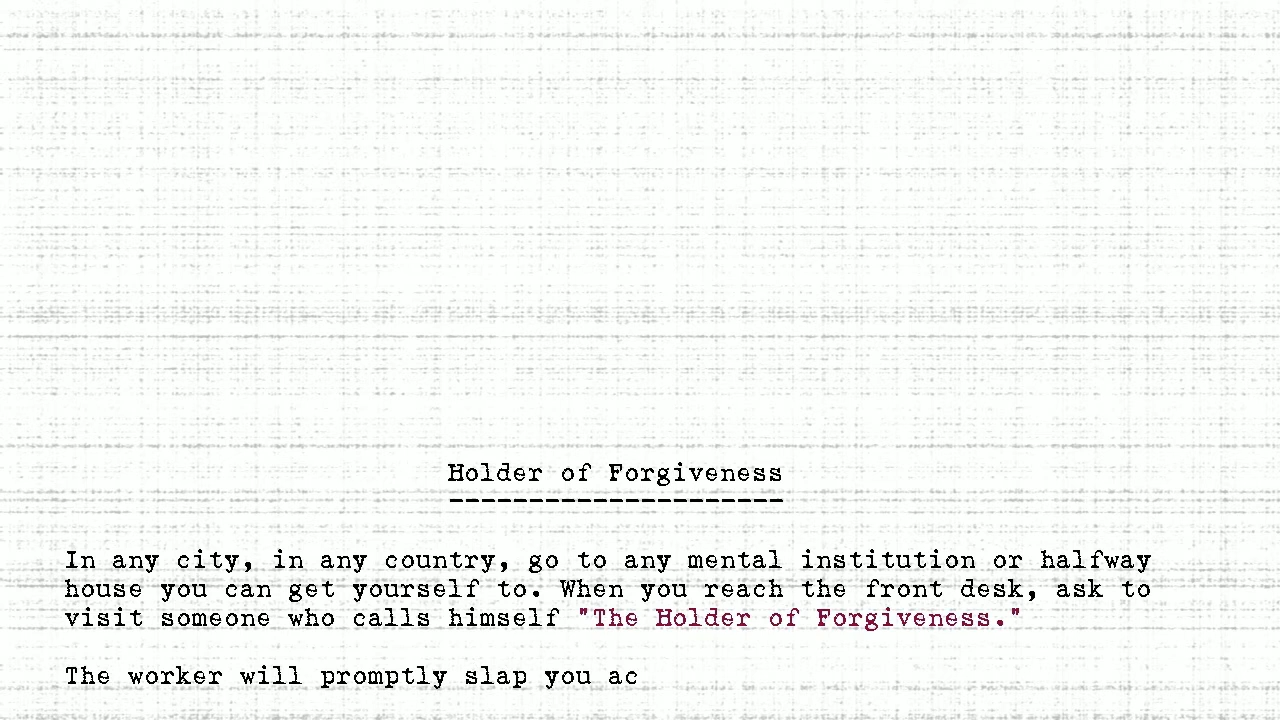 Holder of Forgiveness
---------------------
In any city, in any country, go to any mental institution or halfway
house you can get yourself to. When you reach the front desk, ask to
visit someone who calls himself "The Holder of Forgiveness."
The worker will promptly slap you ac